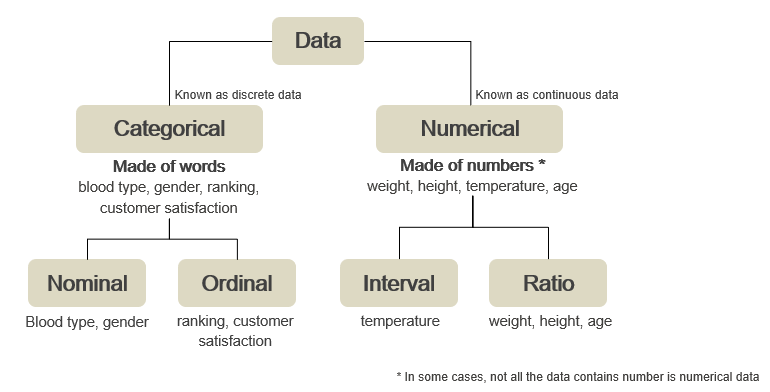 Data
Known as discrete data
Known as continuous data
Categorical
Numerical
Made of words
blood type, gender, ranking,
customer satisfaction
Made of numbers *
weight, height, temperature, age
Nominal
Ordinal
Interval
Ratio
Blood type, gender
ranking, customer
satisfaction
temperature
weight, height, age
* In some cases, not all the data contains number is numerical data